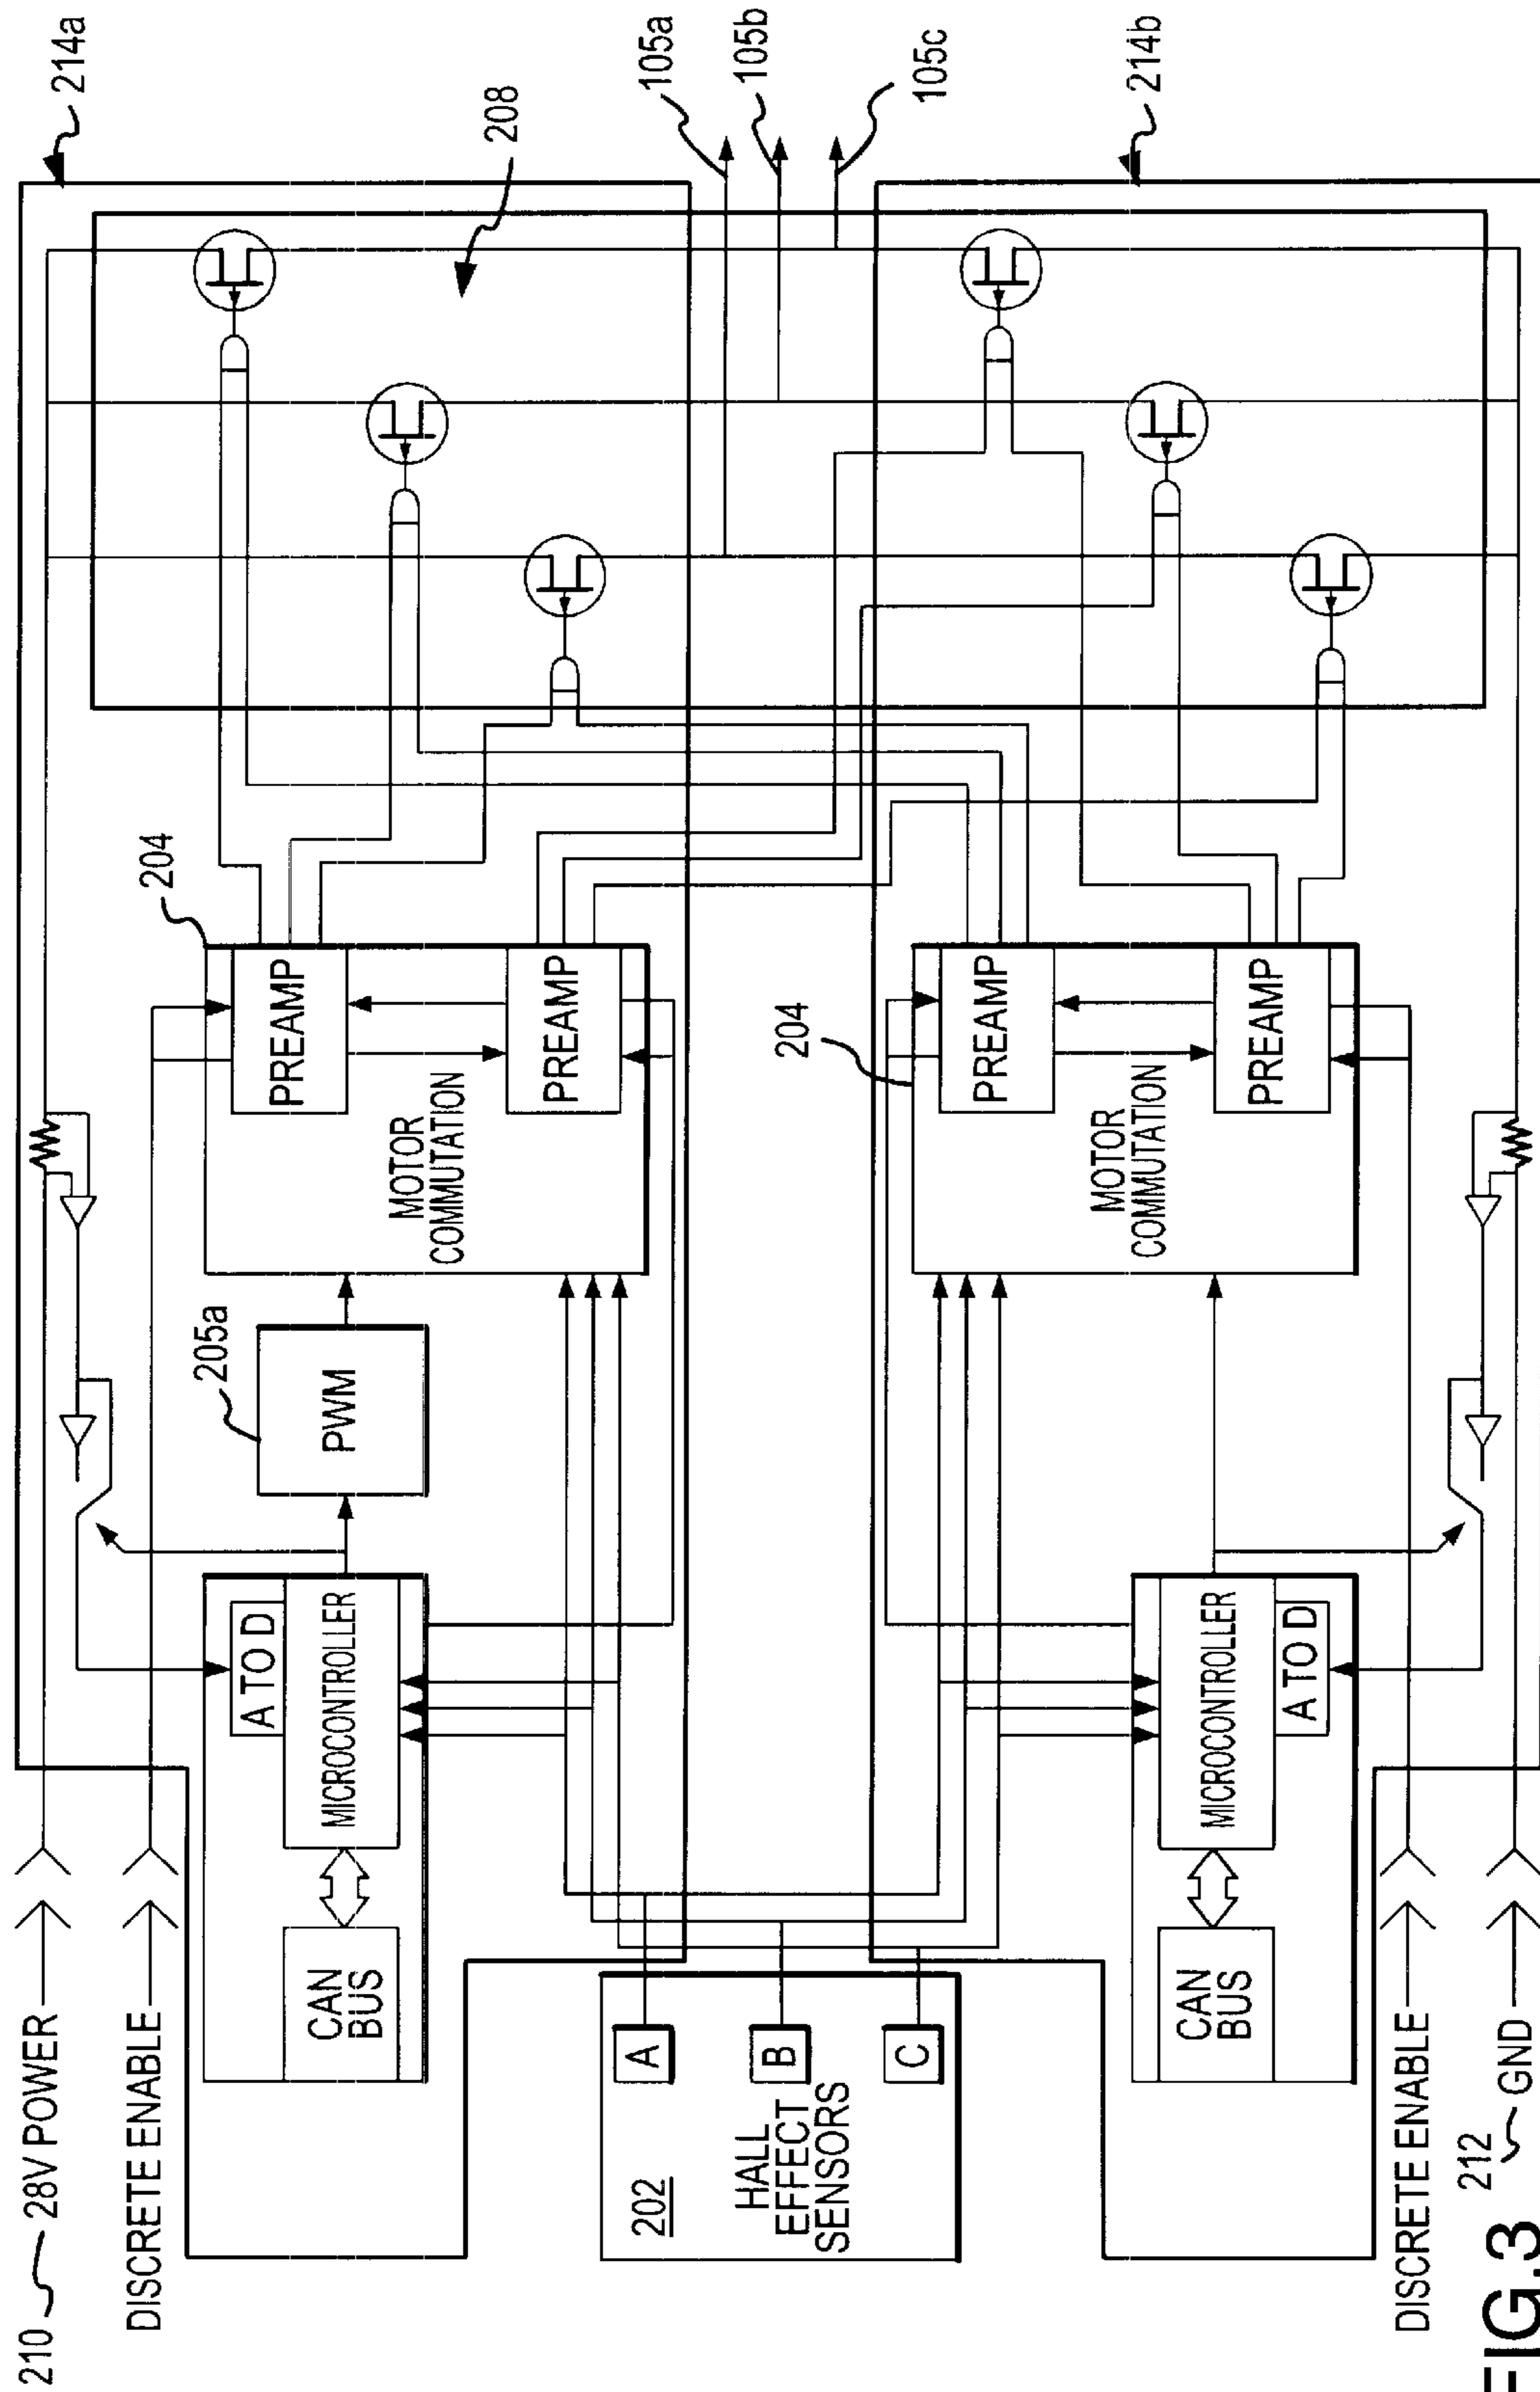 210
28V POWER
DISCRETE ENABLE
214a
204
208
205a
CAN
BUS
MICROCONTROLLER
A TO D
PWM
MOTOR
COMMUTATION
PREAMP
PREAMP
105a
105b
105c
202
HALL
EFFECT
SENSORS
A
B
C
204
214b
CAN
BUS
MICROCONTROLLER
A TO D
MOTOR
COMMUTATION
PREAMP
PREAMP
DISCRETE ENABLE
212
GND
FIG.3